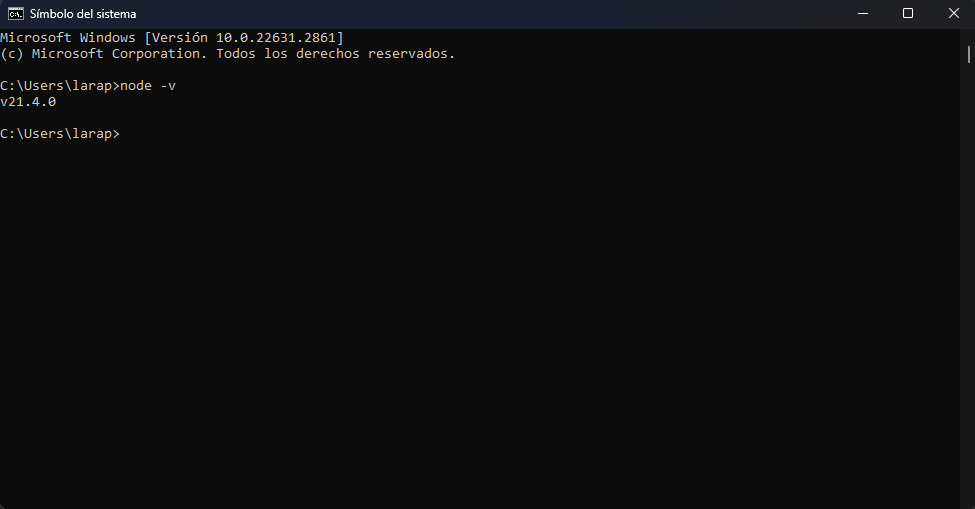 Símbolo del sistema
Microsoft Windows [Versión 10.0.22631.2861]
(c) Microsoft Corporation. Todos los derechos reservados.
C:\Users\larap>node -v
v21.4.0
C:\Users\larap>